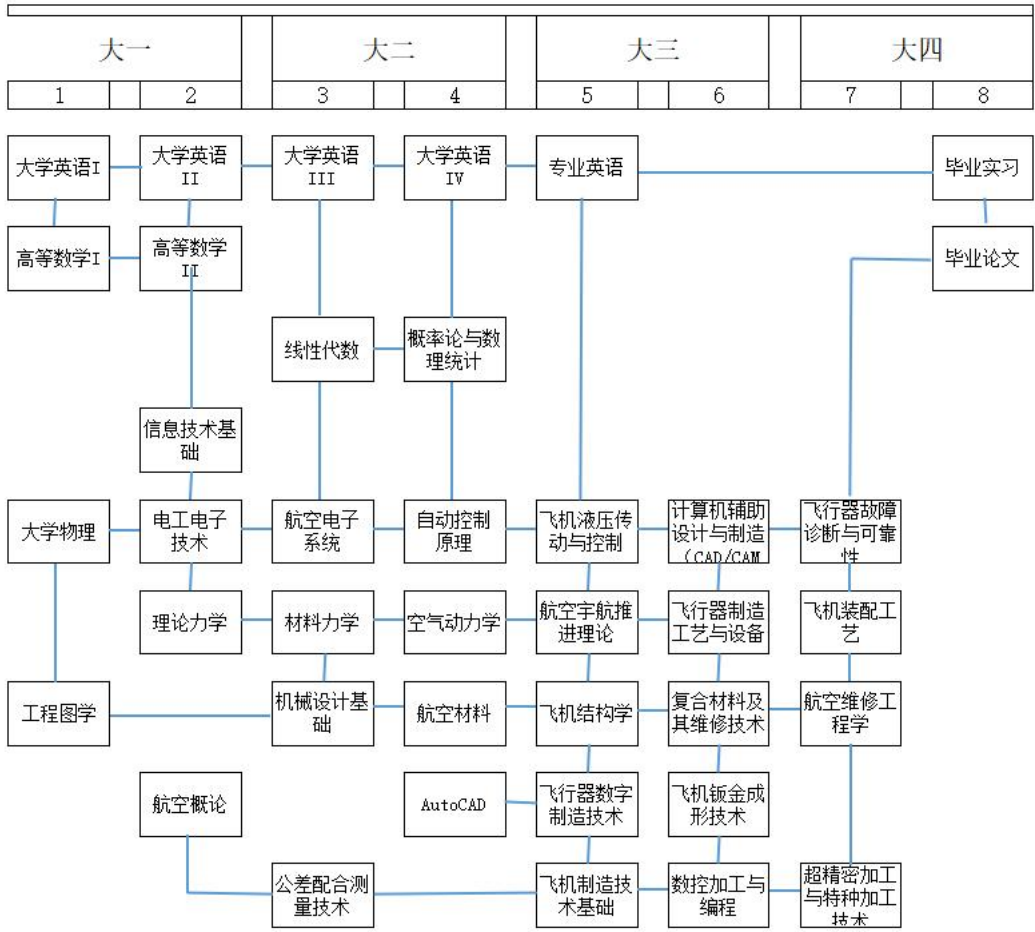 大一 大二 大三 大四
1 2 3 4 5 6 7 8
大学英语I
大学英语
II
大学英语
III
大学英语
IV
专业英语
毕业实习
高等数学I
高等数学
II
毕业论文
线性代数
概率论与数
理统计
信息技术基
础
大学物理
电工电子
技术
航空电子
系统
自动控制
原理
飞机液压传
动与控制
计算机辅助
设计与制造
（CAD/CAM
飞行器故障
诊断与可靠
性
理论力学
材料力学
空气动力学
航空宇航推
进理论
飞行器制造
工艺与设备
飞机装配工
艺
工程图学
机械设计基
础
航空材料
飞机结构学
复合材料及
其维修技术
航空维修工
程学
航空概论
AutoCAD
飞行器数字
制造技术
飞机钣金成
形技术
公差配合测
量技术
飞机制造技
术基础
数控加工与
编程
超精密加工
与特种加工
技术